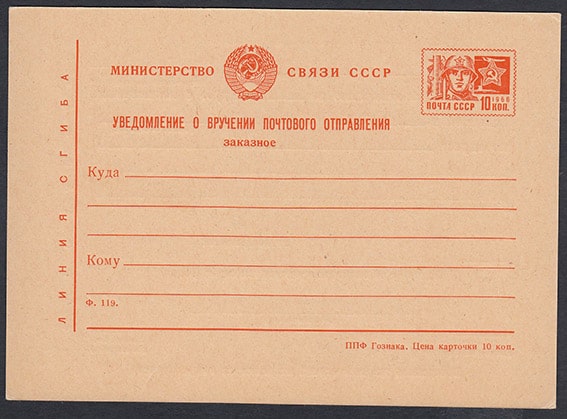 МИНИСТЕРСТВО СВЯЗИ СССР
ПОЧТА СССР 1966 10 КОП.
УВЕДОМЛЕНИЕ О ВРУЧЕНИИ ПОЧТОВОГО ОТПРАВЛЕНИЯ
заказное
Куда
Кому
Ф. 119.
ППФ Гознака. Цена карточки 10 коп.
ЛИНИЯ СГИБА